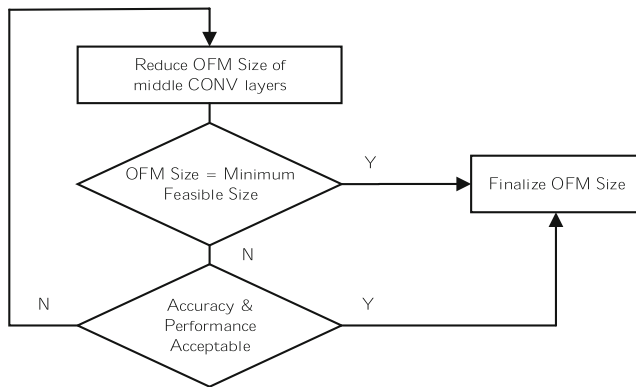 Reduce OFM Size of
middle CONV layers
OFM Size = Minimum
Feasible Size
Y
Finalize OFM Size
N
N
Accuracy &
Performance
Acceptable
Y